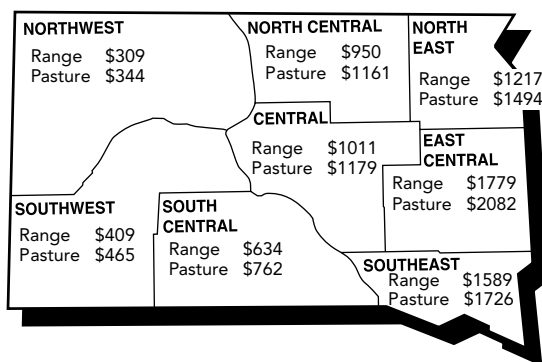 NORTHWEST
Range $309
Pasture $344
NORTH CENTRAL
Range $950
Pasture $1161
NORTH
EAST
Range $1217
Pasture $1494
CENTRAL
Range $1011
Pasture $1179
EAST
CENTRAL
Range $1779
Pasture $2082
SOUTHWEST
Range $409
Pasture $465
SOUTH
CENTRAL
Range $634
Pasture $762
SOUTHEAST
Range $1589
Pasture $1726